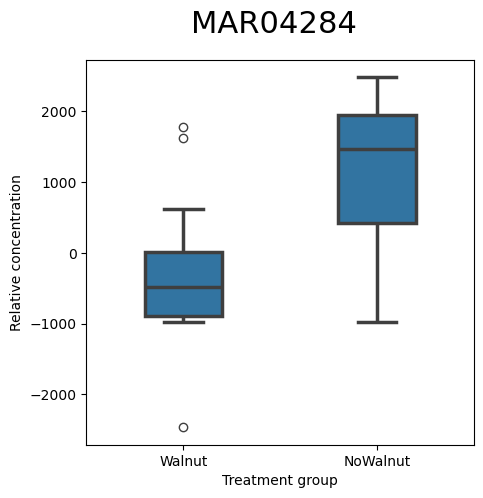 MAR04284
Relative concentration
2000
1000
0
−1000
−2000
Walnut
NoWalnut
Treatment group